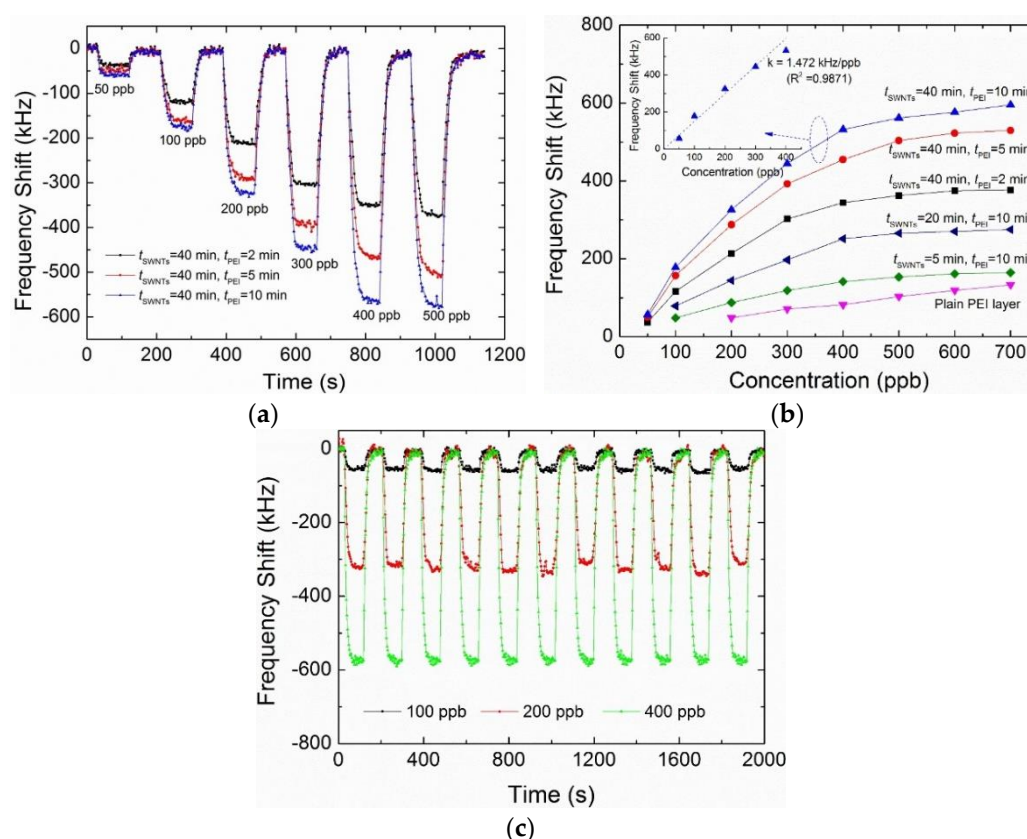 0
-100
-200
-300
-400
-500
-600
Frequency Shift (kHz)
50 ppb
100 ppb
200 ppb
300 ppb
400 ppb
500 ppb
tSWNTs=40 min, tPEI=2 min
tSWNTs=40 min, tPEI=5 min
tSWNTs=40 min, tPEI=10 min
0 200 400 600 800 1000 1200
Time (s)
(a)
800
600
400
200
0
Frequency Shift (kHz)
600
400
200
0
Frequency Shift (kHz)
k = 1.472 kHz/ppb
(R² =0.9871)
0 100 200 300 400
Concentration (ppb)
tSWNTs=40 min, tPEI=10 min
tSWNTs=40 min, tPEI=5 min
tSWNTs=40 min, tPEI=2 min
tSWNTs=20 min, tPEI=10 min
tSWNTs=5 min, tPEI=10 min
Plain PEI layer
0 100 200 300 400 500 600 700
Concentration (ppb)
(b)
0
-200
-400
-600
-800
Frequency Shift (kHz)
100 ppb 200 ppb 400 ppb
0 400 800 1200 1600 2000
Time (s)
(c)